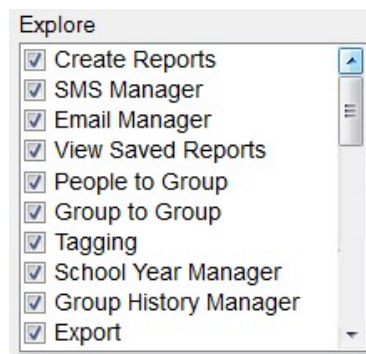 Explore
Create Reports
SMS Manager
Email Manager
View Saved Reports
People to Group
Group to Group
Tagging
School Year Manager
Group History Manager
Export